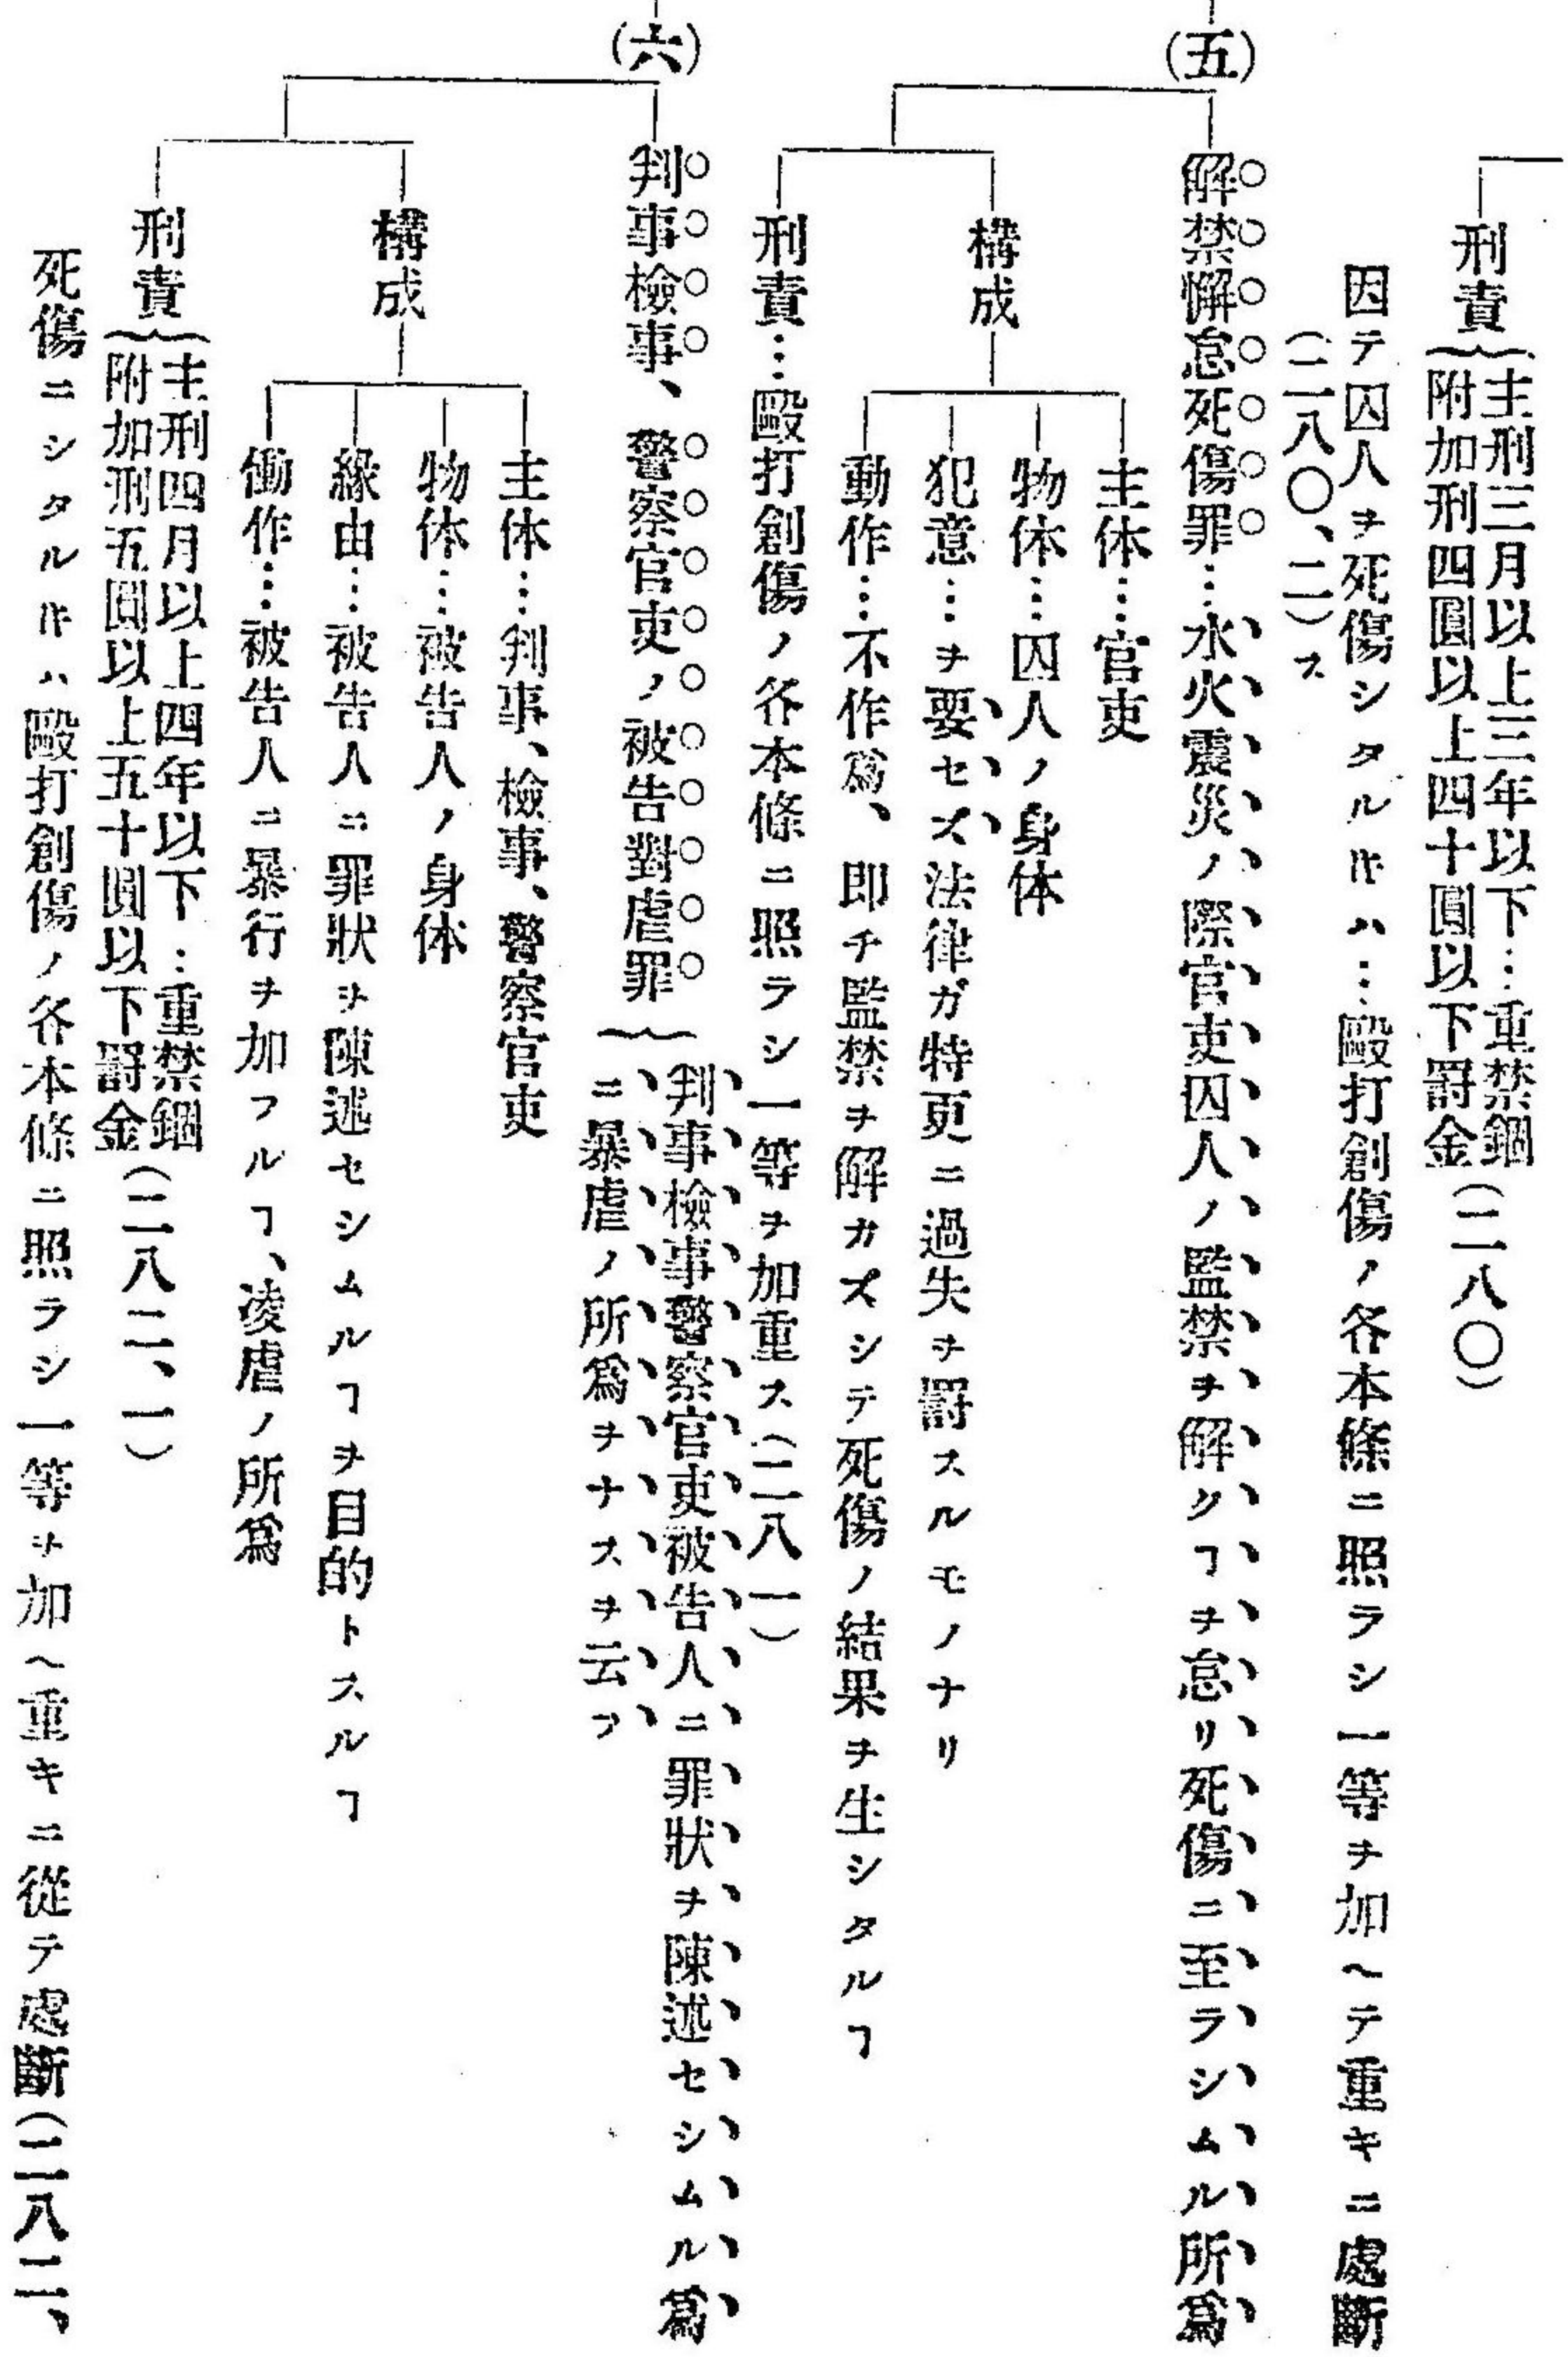 刑責
主刑三月以上三年以下…重禁錮
附加刑四圓以上四十圓以下罰金(二八〇)
因テ囚人ヲ死傷シタル𪜈ハ…毆打創傷ノ各本條ニ照ラシ一等ヲ加ヘテ重キニ處斷
(二八〇、二)ス
(五)
解禁懈怠死傷罪…水火震災ノ際官吏囚人ノ監禁ヲ解クヿヲ怠リ死傷ニ至ラシムル所爲
構成
主体…官吏
物体…囚人ノ身体
犯意…ヲ要セズ法律ガ特更ニ過失ヲ罰スルモノナリ
動作…不作爲、即チ監禁ヲ解カズシテ死傷ノ結果ヲ生シタルヿ
刑責…毆打創傷ノ各本條ニ照ラシ一等ヲ加重ス(二八一)
(六)
判事檢事、警察官吏ノ被告對虐罪
判事檢事警察官吏被告人ニ罪狀ヲ陳述セシムル爲
ニ暴虐ノ所爲ヲナスヲ云フ
構成
主体…判事、檢事、警察官吏
物体…被告人ノ身体
緣由…被告人ニ罪狀ヲ陳述セシムルヿヲ目的トスルヿ
働作…被告人ニ暴行ヲ加フルヿ、凌虐ノ所爲
刑責
主刑四月以上四年以下…重禁錮
附加刑五圓以上五十圓以下罰金(二八二、一)
死傷ニシタル𪜈ハ毆打創傷ノ各本條ニ照ラシ一等ヲ加ヘ重キニ從テ處斷(二八二、